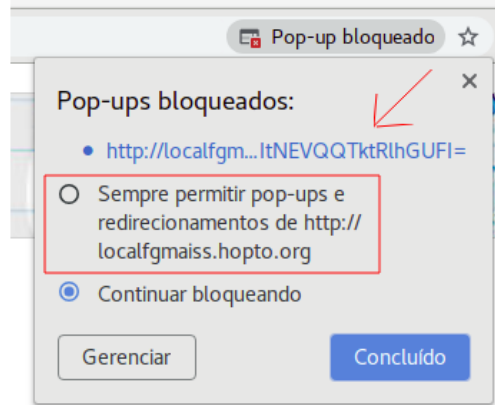 Pop-up bloqueado
Pop-ups bloqueados:
http://localfgm...ItNEVQQTktRlhGUFI=
Sempre permitir pop-ups e
redirecionamentos de http://
localfgmaiss.hopto.org
Continuar bloqueando
Gerenciar
Concluído